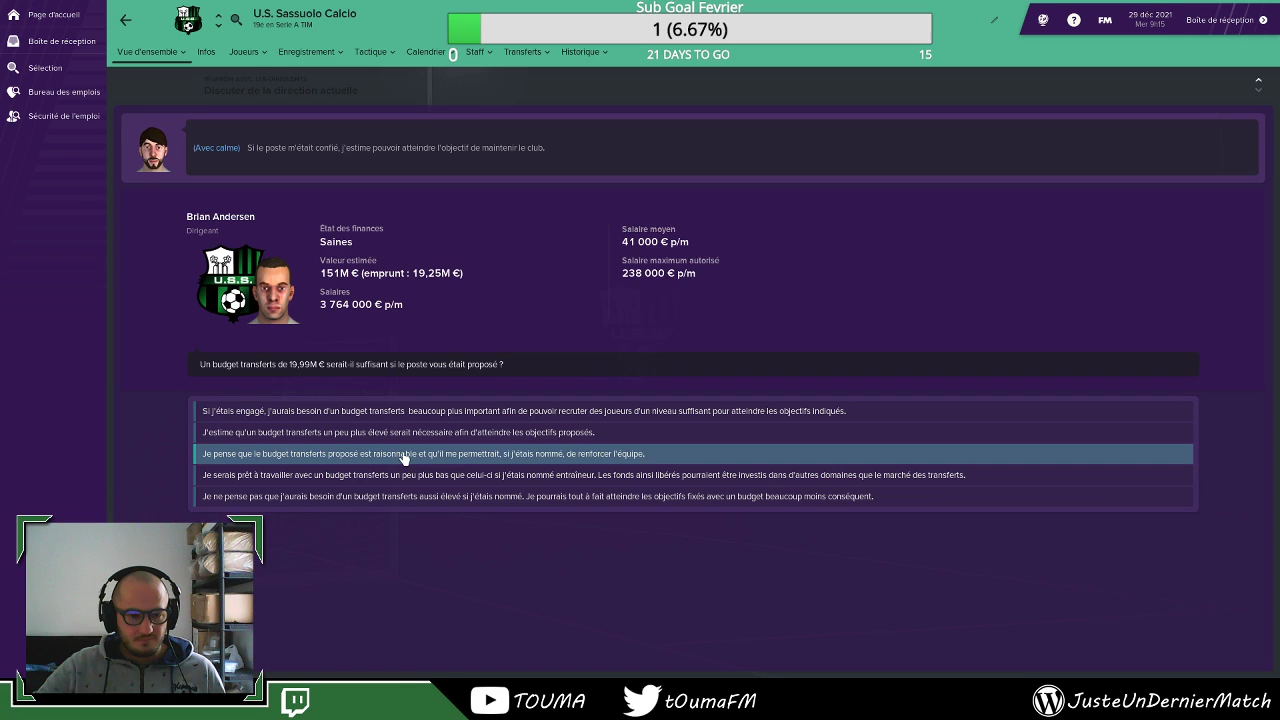 Sub Goal Fevrier
1 (6.67%)
0
21 DAYS TO GO
15
U.S. Sassuolo Calcio
19e en Serie A TIM
FM
29 déc 2021
Mer 9h15
Boîte de réception
Vue d'ensemble
Infos
Joueurs
Enregistrement
Tactique
Calendrier
Staff
Transferts
Historique
Page d'accueil
Boîte de réception
Sélection
Bureau des emplois
Sécurité de l'emploi
Discuter de la direction actuelle
(Avec calme) Si le poste m'était confié, j'estime pouvoir atteindre l'objectif de maintenir le club.
Brian Andersen
Dirigeant
U.S.S.
État des finances
Saines
Valeur estimée
151M € (emprunt : 19,25M €)
Salaires
3 764 000 € p/m
Salaire moyen
41 000 € p/m
Salaire maximum autorisé
238 000 € p/m
Un budget transferts de 19,99M € serait-il suffisant si le poste vous était proposé ?
Si j'étais engagé, j'aurais besoin d'un budget transferts beaucoup plus important afin de pouvoir recruter des joueurs d'un niveau suffisant pour atteindre les objectifs indiqués.
J'estime qu'un budget transferts un peu plus élevé serait nécessaire afin d'atteindre les objectifs proposés.
Je pense que le budget transferts proposé est raisonnable et qu'il me permettrait, si j'étais nommé, de renforcer l'équipe.
Je serais prêt à travailler avec un budget transferts un peu plus bas que celui-ci si j'étais nommé entraîneur. Les fonds ainsi libérés pourraient être investis dans d'autres domaines que le marché des transferts.
Je ne pense pas que j'aurais besoin d'un budget transferts aussi élevé si j'étais nommé. Je pourrais tout à fait atteindre les objectifs fixés avec un budget beaucoup moins conséquent.
TOUMA
tOumaFM
JusteUnDernierMatch